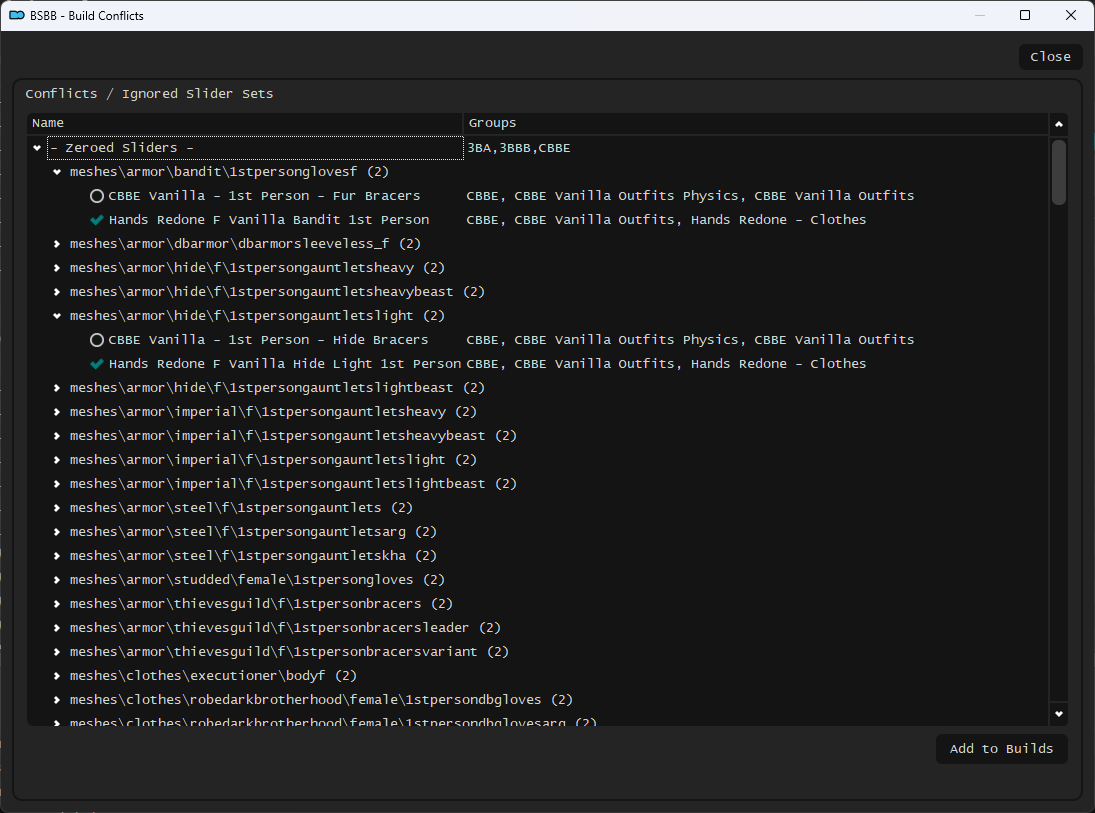 BSBB - Build Conflicts
Close
Conflicts / Ignored Slider Sets
Name Groups
- Zeroed Sliders - 3BA,3BBB,CBBE
meshes\armor\bandit\1stpersonglovesf (2)
CBBE Vanilla - 1st Person - Fur Bracers CBBE, CBBE Vanilla Outfits Physics, CBBE Vanilla Outfits
Hands Redone F Vanilla Bandit 1st Person CBBE, CBBE Vanilla Outfits, Hands Redone - Clothes
meshes\armor\dbarmor\dbarmorsleeveless_f (2)
meshes\armor\hide\f\1stpersongauntletsheavy (2)
meshes\armor\hide\f\1stpersongauntletsheavybeast (2)
meshes\armor\hide\f\1stpersongauntletslight (2)
CBBE Vanilla - 1st Person - Hide Bracers CBBE, CBBE Vanilla Outfits Physics, CBBE Vanilla Outfits
Hands Redone F Vanilla Hide Light 1st Person CBBE, CBBE Vanilla Outfits, Hands Redone - Clothes
meshes\armor\hide\f\1stpersongauntletslightbeast (2)
meshes\armor\imperial\f\1stpersongauntletsheavy (2)
meshes\armor\imperial\f\1stpersongauntletsheavybeast (2)
meshes\armor\imperial\f\1stpersongauntletslight (2)
meshes\armor\imperial\f\1stpersongauntletslightbeast (2)
meshes\armor\steel\f\1stpersongauntlets (2)
meshes\armor\steel\f\1stpersongauntletsarg (2)
meshes\armor\steel\f\1stpersongauntletskha (2)
meshes\armor\studded\female\1stpersongloves (2)
meshes\armor\thievesguild\f\1stpersonbracers (2)
meshes\armor\thievesguild\f\1stpersonbracersleader (2)
meshes\armor\thievesguild\f\1stpersonbracersvariant (2)
meshes\clothes\executioner\bodyf (2)
meshes\clothes\robedarkbrotherhood\female\1stpersondbgloves (2)
meshes\clothes\robedarkbrotherhood\female\1stpersondbglovesarg (2)
Add to Builds